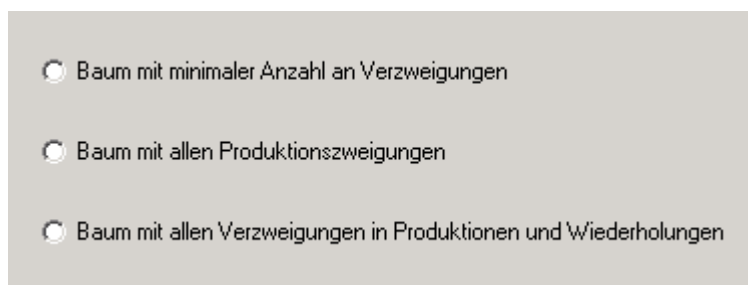 Baum mit minimaler Anzahl an Verzweigungen
Baum mit allen Produktionszweigungen
Baum mit allen Verzweigungen in Produktionen und Wiederholungen